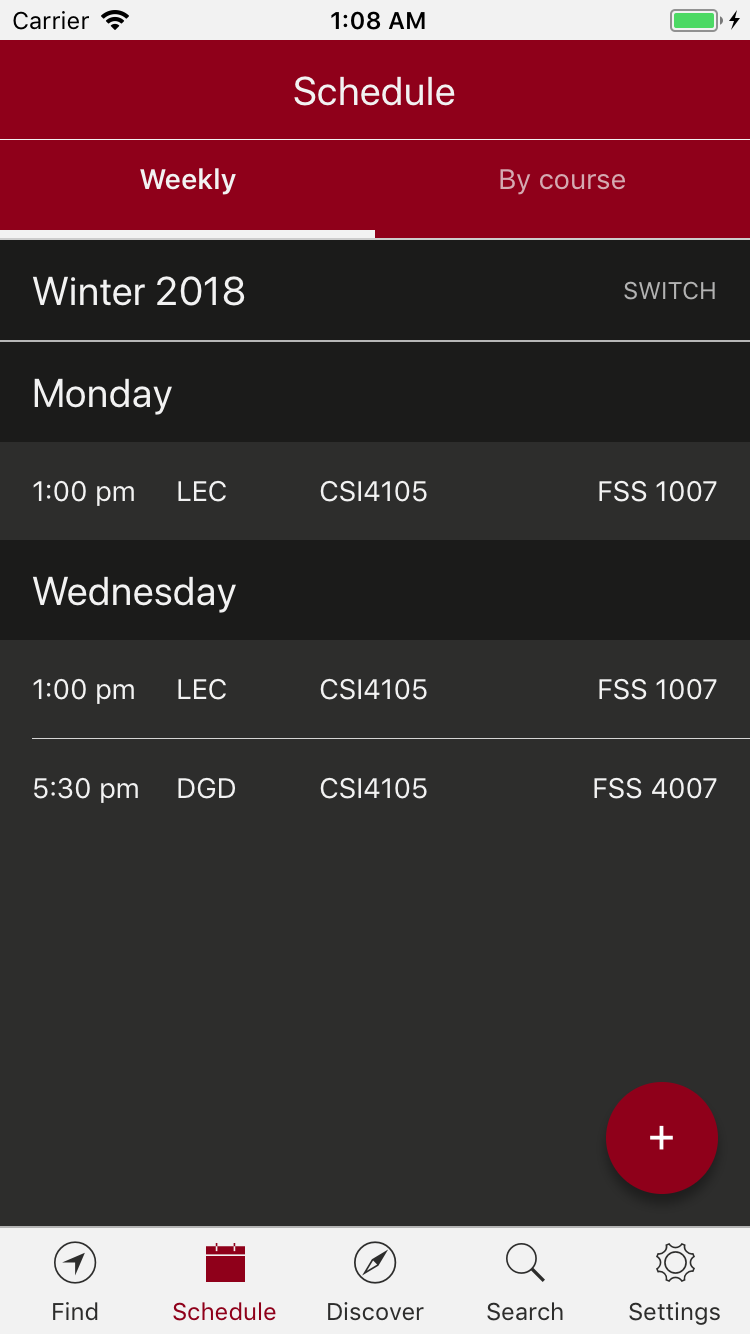 Carrier 1:08 AM
Schedule
Weekly By course
Winter 2018 SWITCH
Monday
1:00 pm LEC CSI4105 FSS 1007
Wednesday
1:00 pm LEC CSI4105 FSS 1007
5:30 pm DGD CSI4105 FSS 4007
+
Find Schedule Discover Search Settings